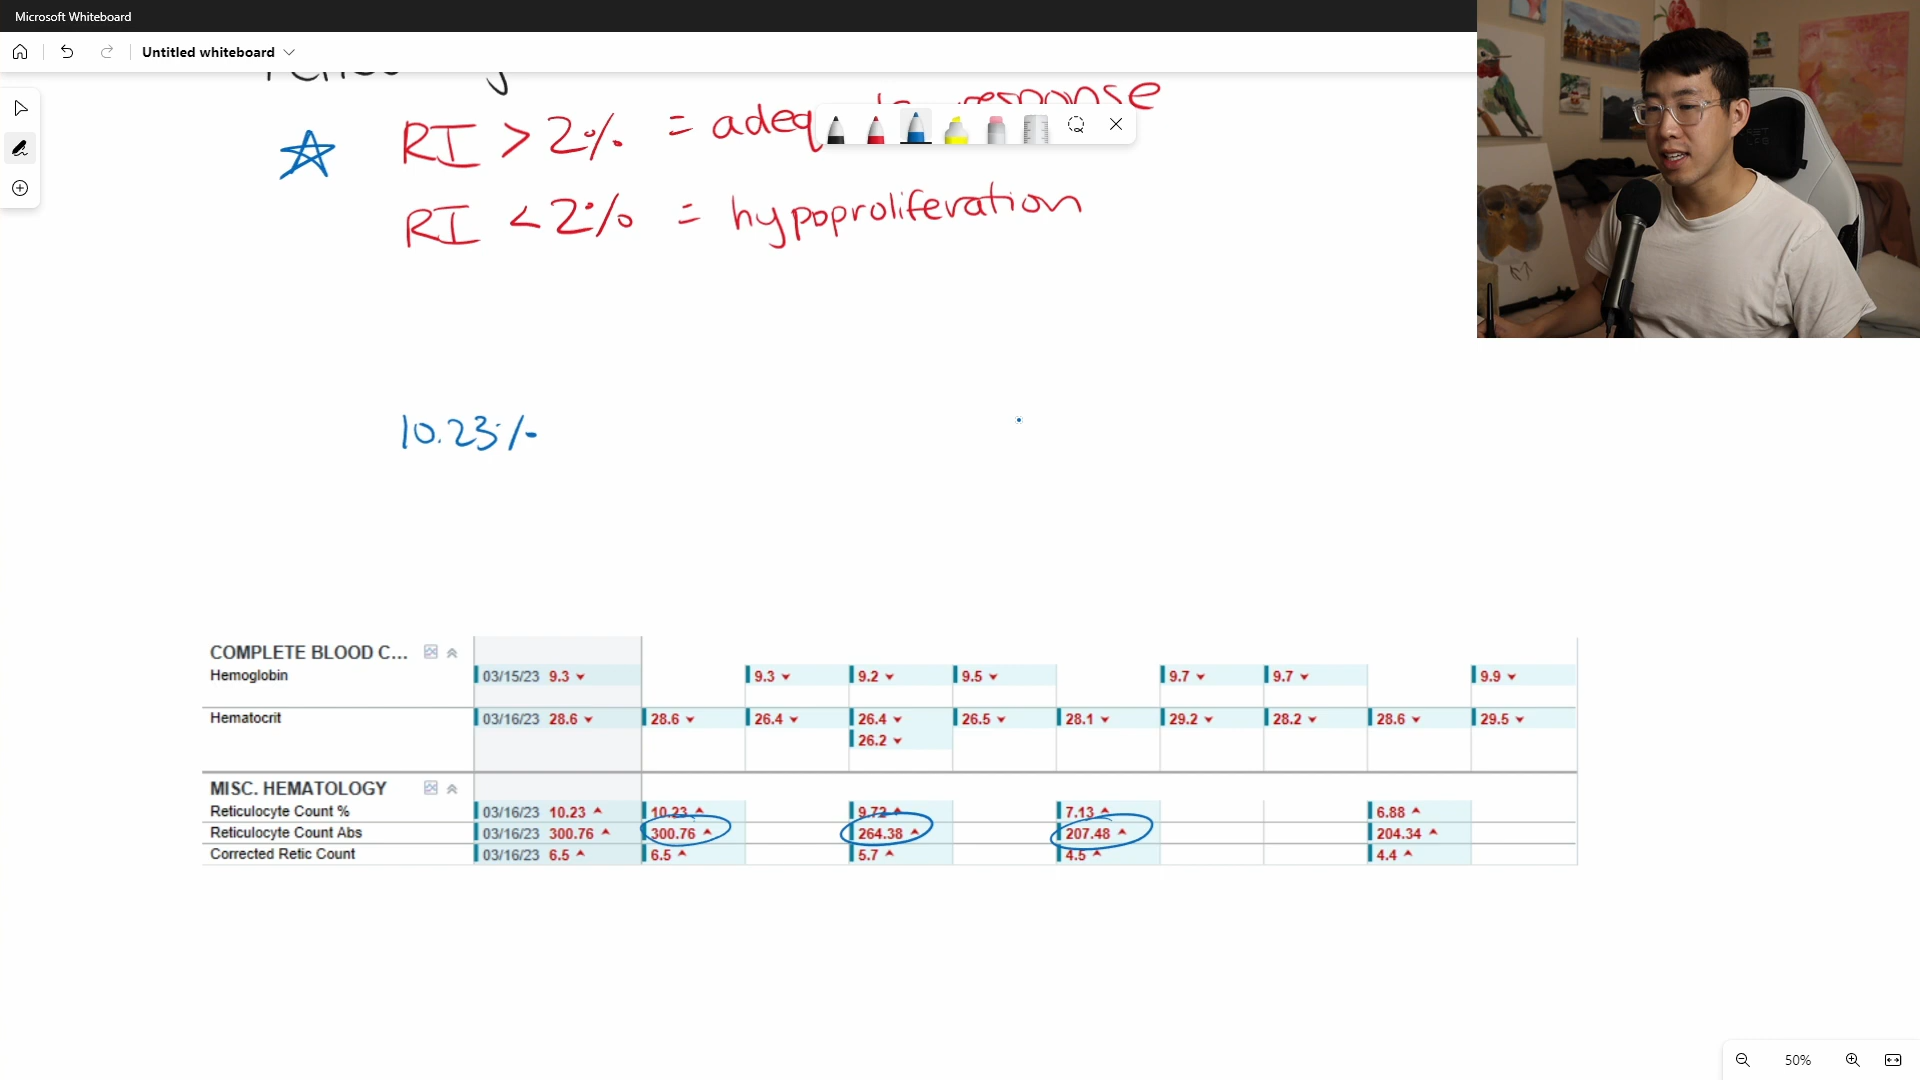 Microsoft Whiteboard
Untitled whiteboard
RI > 2% = adeq response
RI < 2% = hypoproliferation
10.23%
COMPLETE BLOOD C...
Hemoglobin 03/15/23 9.3 9.3 9.2 9.5 9.7 9.7 9.9
Hematocrit 03/16/23 28.6 28.6 26.4 26.4 26.5 28.1 29.2 28.2 28.6 29.5
26.2
MISC. HEMATOLOGY
Reticulocyte Count % 03/16/23 10.23 10.23 9.72 7.13 6.88
Reticulocyte Count Abs 03/16/23 300.76 300.76 264.38 207.48 204.34
Corrected Retic Count 03/16/23 6.5 6.5 5.7 4.5 4.4
50%